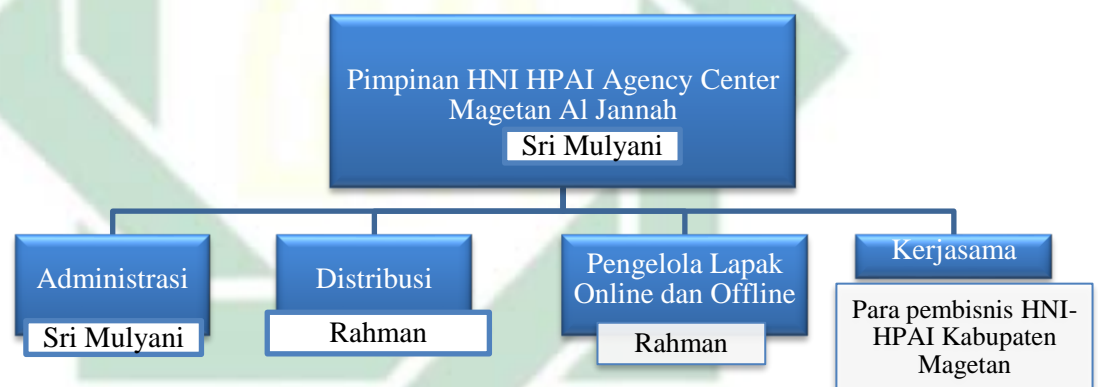 Pimpinan HNI HPAI Agency Center
Magetan Al Jannah
Sri Mulyani
Administrasi
Sri Mulyani
Distribusi
Rahman
Pengelola Lapak
Online dan Offline
Rahman
Kerjasama
Para pembisnis HNI-
HPAI Kabupaten
Magetan